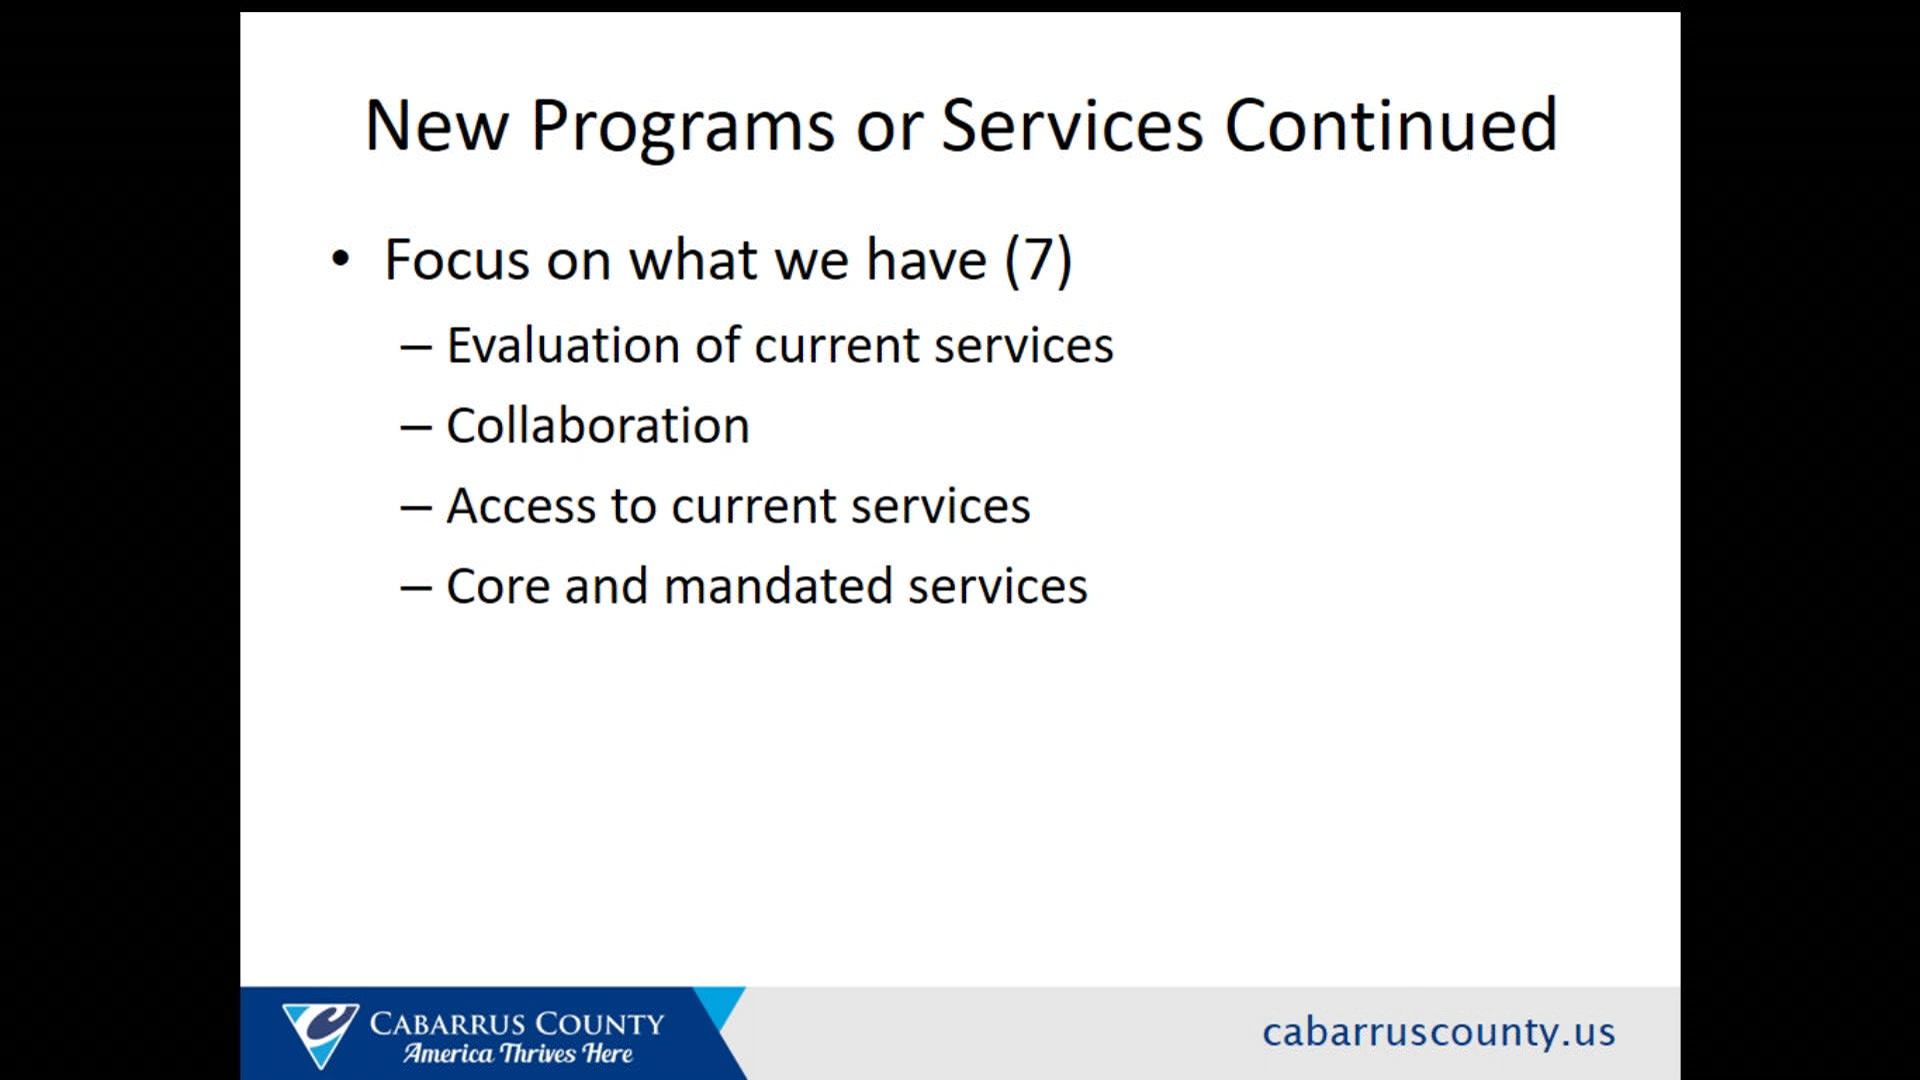 New Programs or Services Continued
• Focus on what we have (7)
– Evaluation of current services
– Collaboration
– Access to current services
– Core and mandated services
CABARRUS COUNTY
America Thrives Here
cabarruscounty.us